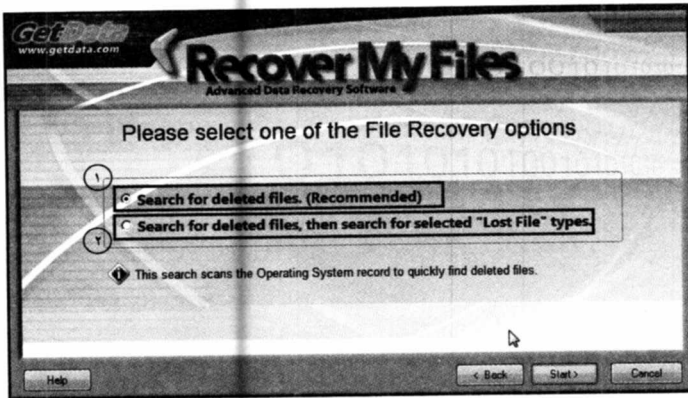 GetData
www.getdata.com
Recover My Files
Advanced Data Recovery Software
Please select one of the File Recovery options
١
Search for deleted files. (Recommended)
Search for deleted files, then search for selected "Lost File" types.
٢
This search scans the Operating System record to quickly find deleted files.
Help
< Back
Start >
Cancel